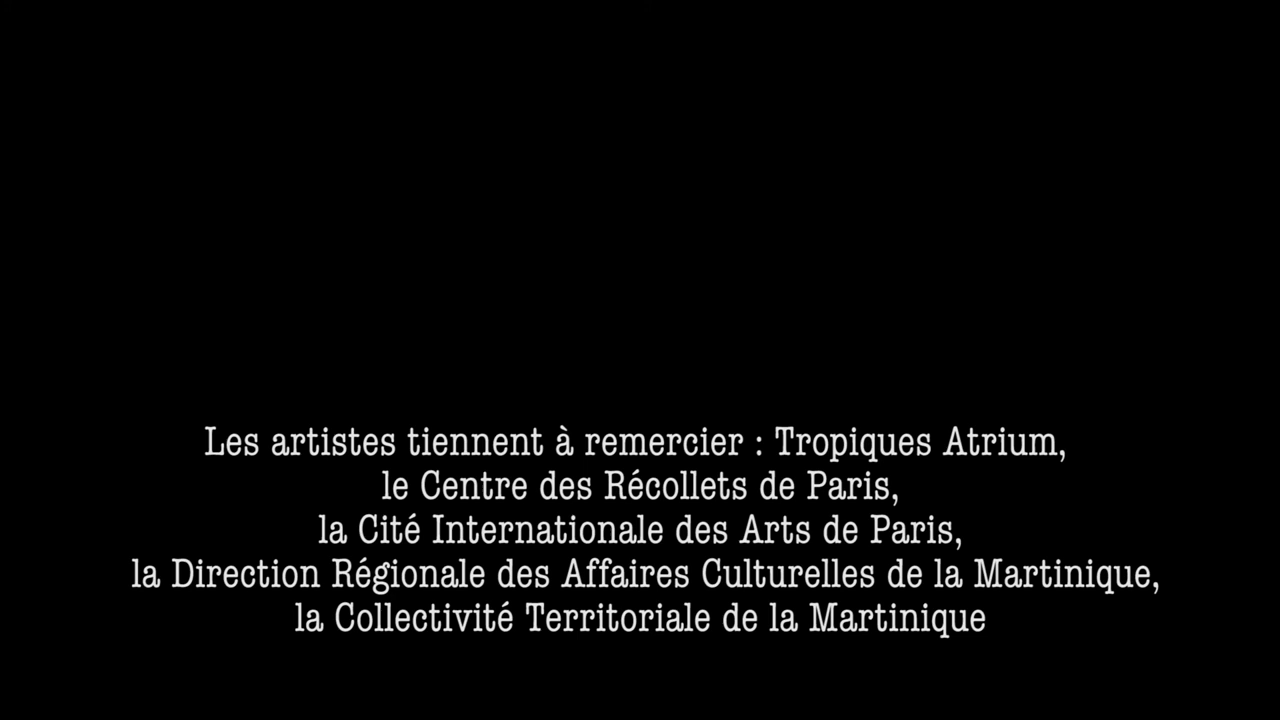 Les artistes tiennent à remercier : Tropiques Atrium,
le Centre des Récollets de Paris,
la Cité Internationale des Arts de Paris,
la Direction Régionale des Affaires Culturelles de la Martinique,
la Collectivité Territoriale de la Martinique